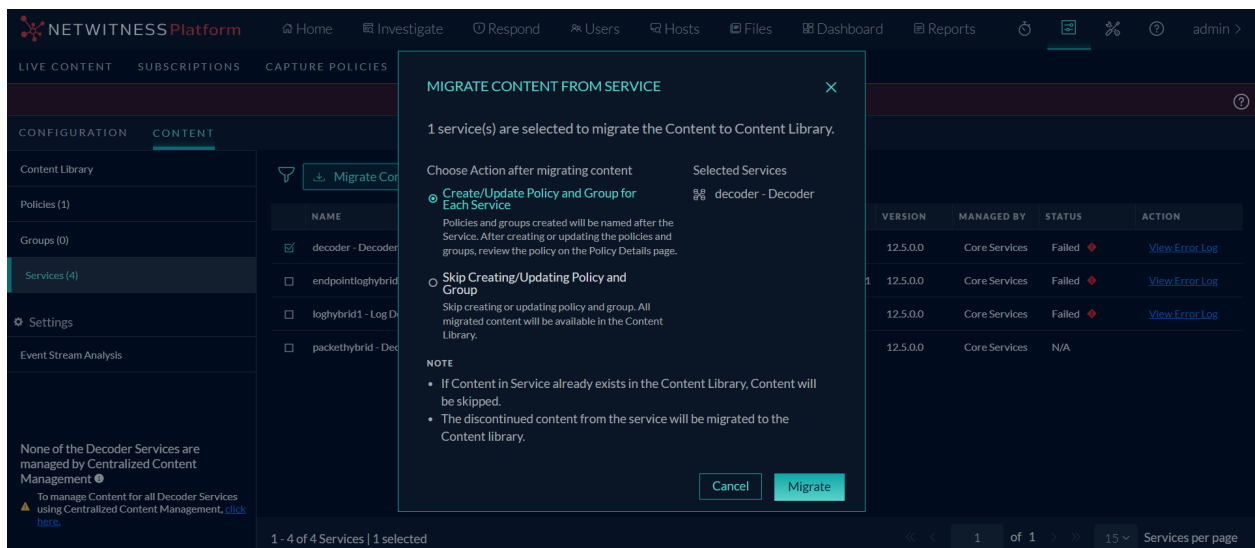 NETWITNESS Platform
Home
Investigate
Respond
Users
Hosts
Files
Dashboard
Reports
admin >
LIVE CONTENT
SUBSCRIPTIONS
CAPTURE POLICIES
CONFIGURATION
CONTENT
Content Library
Policies (1)
Groups (0)
Services (4)
Settings
Event Stream Analysis
None of the Decoder Services are
managed by Centralized Content
Management
To manage Content for all Decoder Services
using Centralized Content Management, click
here.
Migrate Cor
NAME
VERSION
MANAGED BY
STATUS
ACTION
decoder - Decoder
12.5.0.0
Core Services
Failed
View Error Log
endpointloghybrid
1
12.5.0.0
Core Services
Failed
View Error Log
loghybrid1 - Log D
12.5.0.0
Core Services
Failed
View Error Log
packethybrid - Dec
12.5.0.0
Core Services
N/A
MIGRATE CONTENT FROM SERVICE
1 service(s) are selected to migrate the Content to Content Library.
Choose Action after migrating content
Create/Update Policy and Group for
Each Service
Policies and groups created will be named after the
Service. After creating or updating the policies and
groups, review the policy on the Policy Details page.
Skip Creating/Updating Policy and
Group
Skip creating or updating policy and group. All
migrated content will be available in the Content
Library.
Selected Services
decoder - Decoder
NOTE
• If Content in Service already exists in the Content Library, Content will
be skipped.
• The discontinued content from the service will be migrated to the
Content library.
Cancel
Migrate
1 - 4 of 4 Services | 1 selected
<< < 1 of 1 > >> 15 Services per page